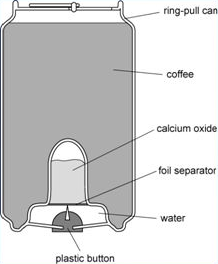 ring-pull can
coffee
calcium oxide
foil separator
water
plastic button